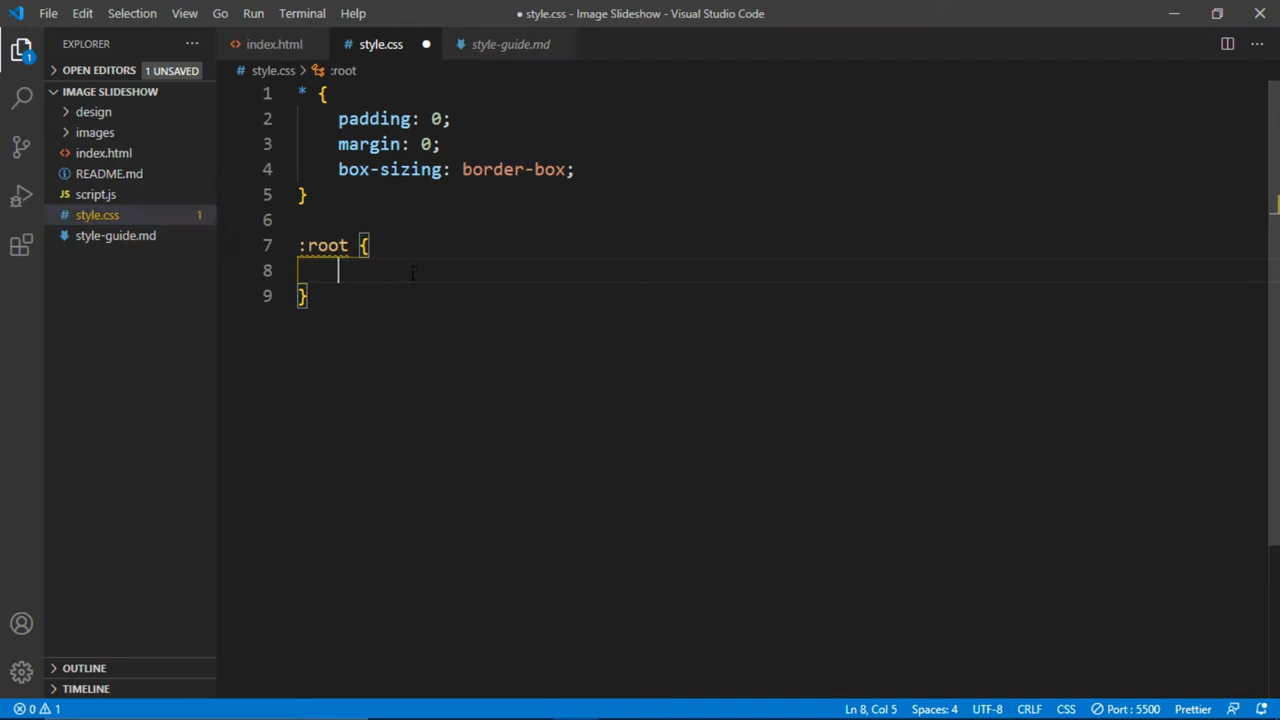 File Edit Selection View Go Run Terminal Help ● style.css - Image Slideshow - Visual Studio Code
EXPLORER ...
index.html
style.css
style-guide.md
OPEN EDITORS 1 UNSAVED
style.css > :root
IMAGE SLIDESHOW
design
images
index.html
README.md
script.js
style.css 1
style-guide.md
1 * {
2 padding: 0;
3 margin: 0;
4 box-sizing: border-box;
5 }
6
7 :root {
8
9 }
1
OUTLINE
TIMELINE
0 1 Ln 8, Col 5 Spaces: 4 UTF-8 CRLF CSS Port : 5500 Prettier